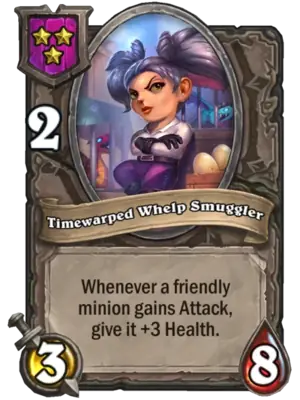 2
Timewarped Whelp Smuggler
Whenever a friendly
minion gains Attack,
give it +3 Health.
3
8